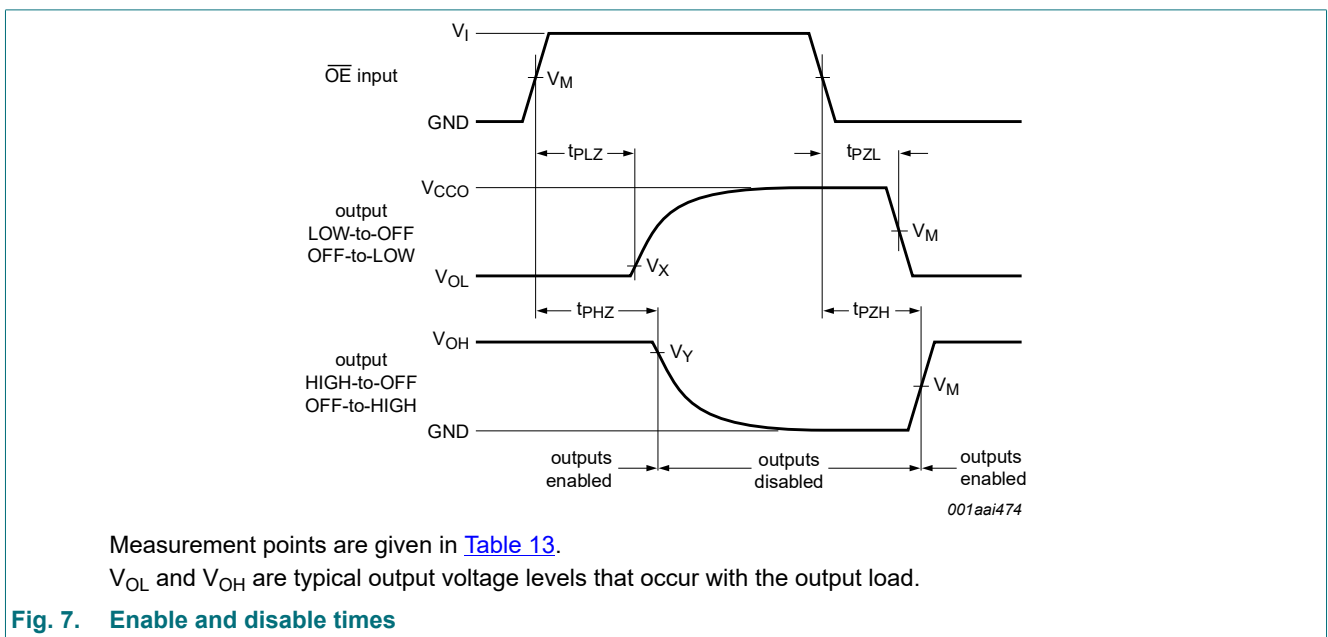 V_I
OE input
V_M
GND
t_PLZ
t_PZL
V_CCO
output
LOW-to-OFF
OFF-to-LOW
V_M
V_X
V_OL
t_PHZ
t_PZH
V_OH
output
HIGH-to-OFF
OFF-to-HIGH
V_Y
V_M
GND
outputs
enabled
outputs
disabled
outputs
enabled
001aai474
Measurement points are given in Table 13.
V_OL and V_OH are typical output voltage levels that occur with the output load.
Fig. 7. Enable and disable times